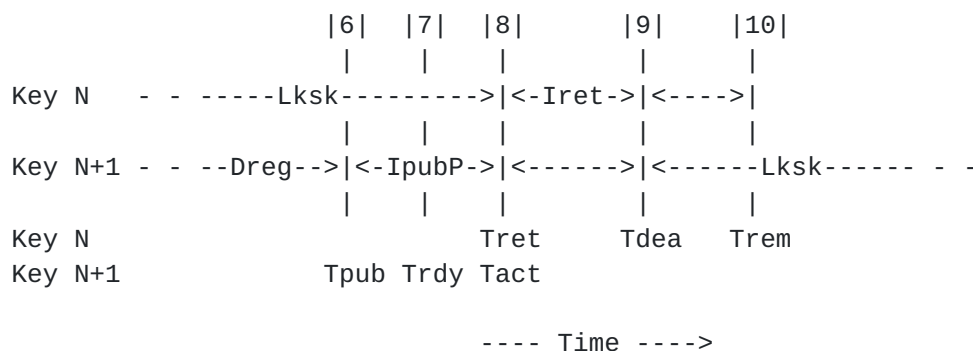 |6|  |7|  |8|      |9|    |10|
                     |    |    |        |      |
Key N   - - -----Lksk--------->|<-Iret->|<---->|
                     |    |    |        |      |
Key N+1 - - --Dreg-->|<-IpubP->|<------>|<------Lksk------ - -
                     |    |    |        |      |
Key N                         Tret     Tdea   Trem
Key N+1             Tpub Trdy Tact

                              ---- Time ---->